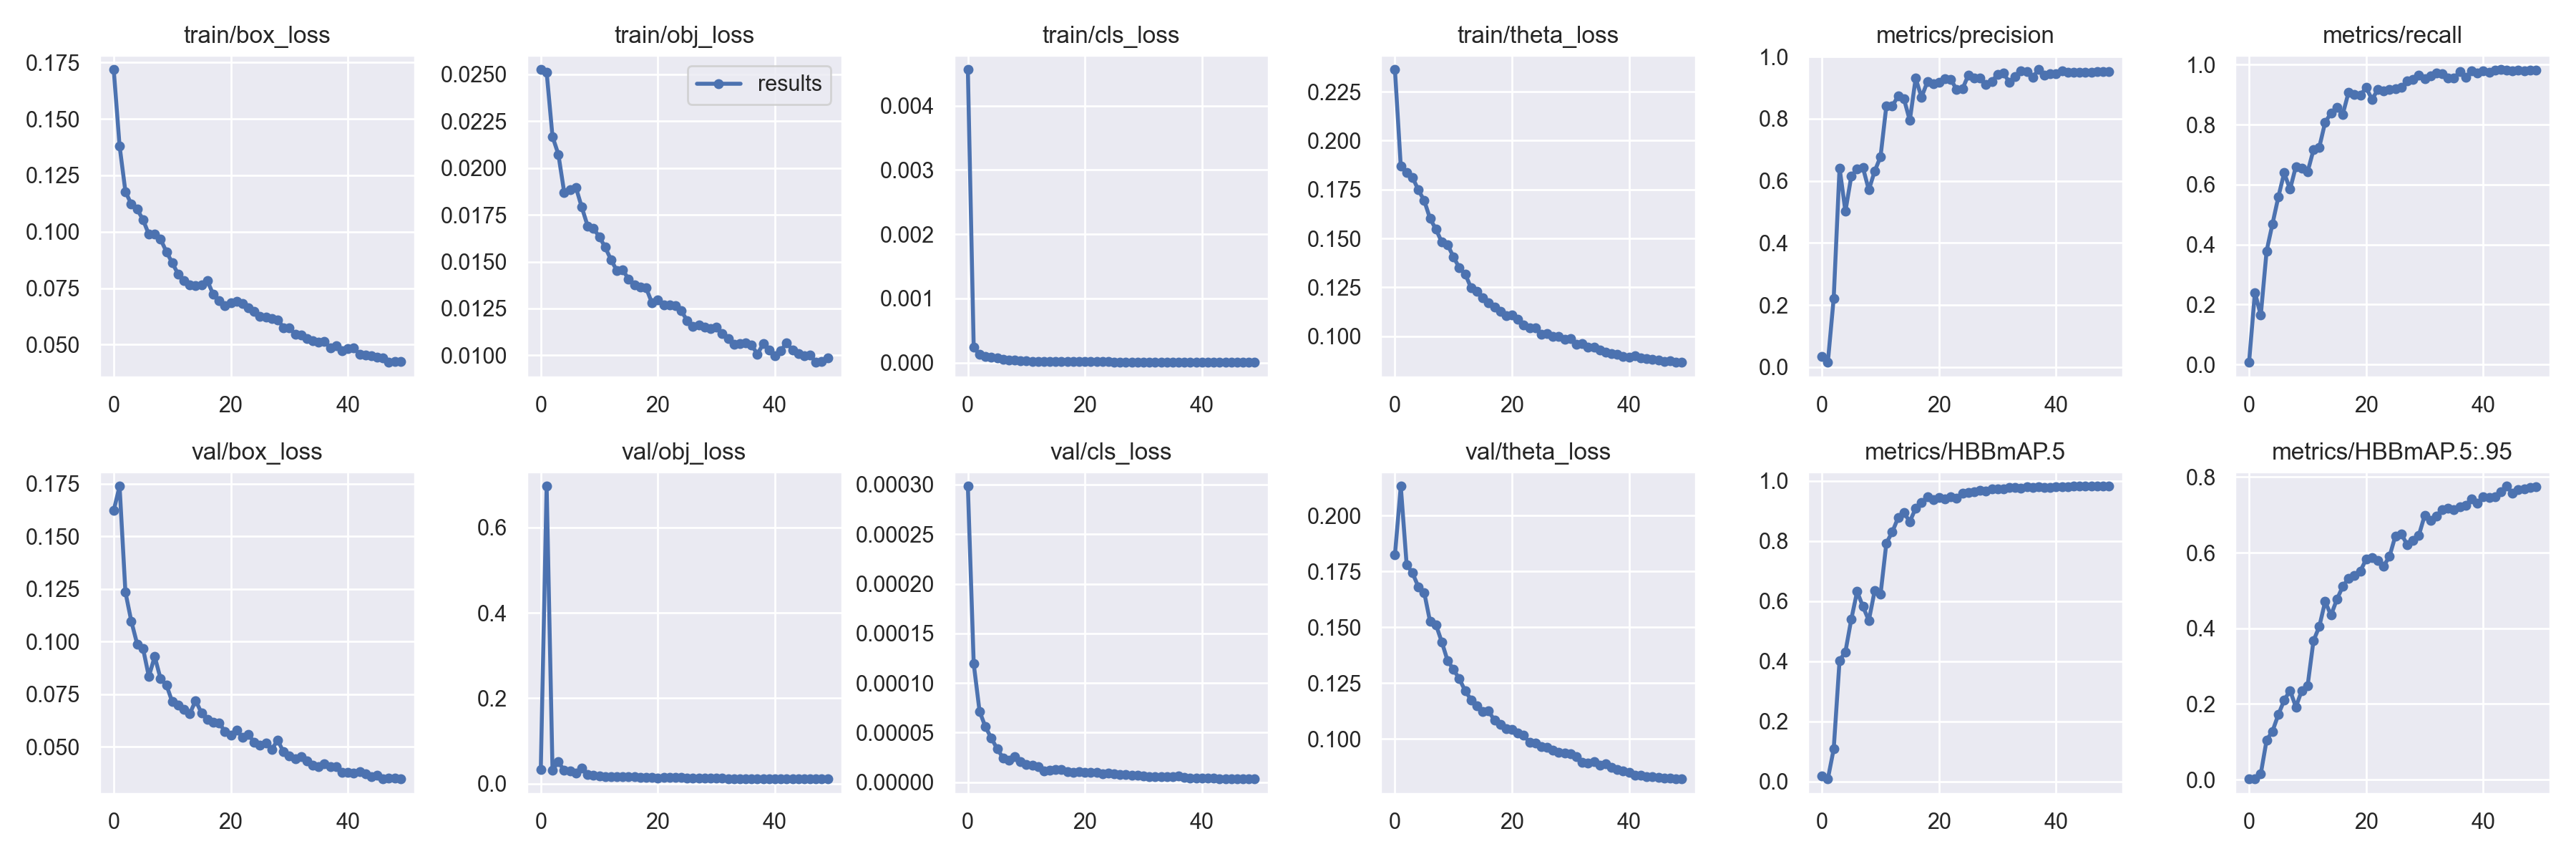 train/box_loss
0.175
0.150
0.125
0.100
0.075
0.050
0 20 40
train/obj_loss
results
0.0250
0.0225
0.0200
0.0175
0.0150
0.0125
0.0100
0 20 40
train/cls_loss
0.004
0.003
0.002
0.001
0.000
0 20 40
train/theta_loss
0.225
0.200
0.175
0.150
0.125
0.100
0 20 40
metrics/precision
1.0
0.8
0.6
0.4
0.2
0.0
0 20 40
metrics/recall
1.0
0.8
0.6
0.4
0.2
0.0
0 20 40
val/box_loss
0.175
0.150
0.125
0.100
0.075
0.050
0 20 40
val/obj_loss
0.6
0.4
0.2
0.0
0 20 40
val/cls_loss
0.00030
0.00025
0.00020
0.00015
0.00010
0.00005
0.00000
0 20 40
val/theta_loss
0.200
0.175
0.150
0.125
0.100
0 20 40
metrics/HBBmAP.5
1.0
0.8
0.6
0.4
0.2
0.0
0 20 40
metrics/HBBmAP.5:.95
0.8
0.6
0.4
0.2
0.0
0 20 40